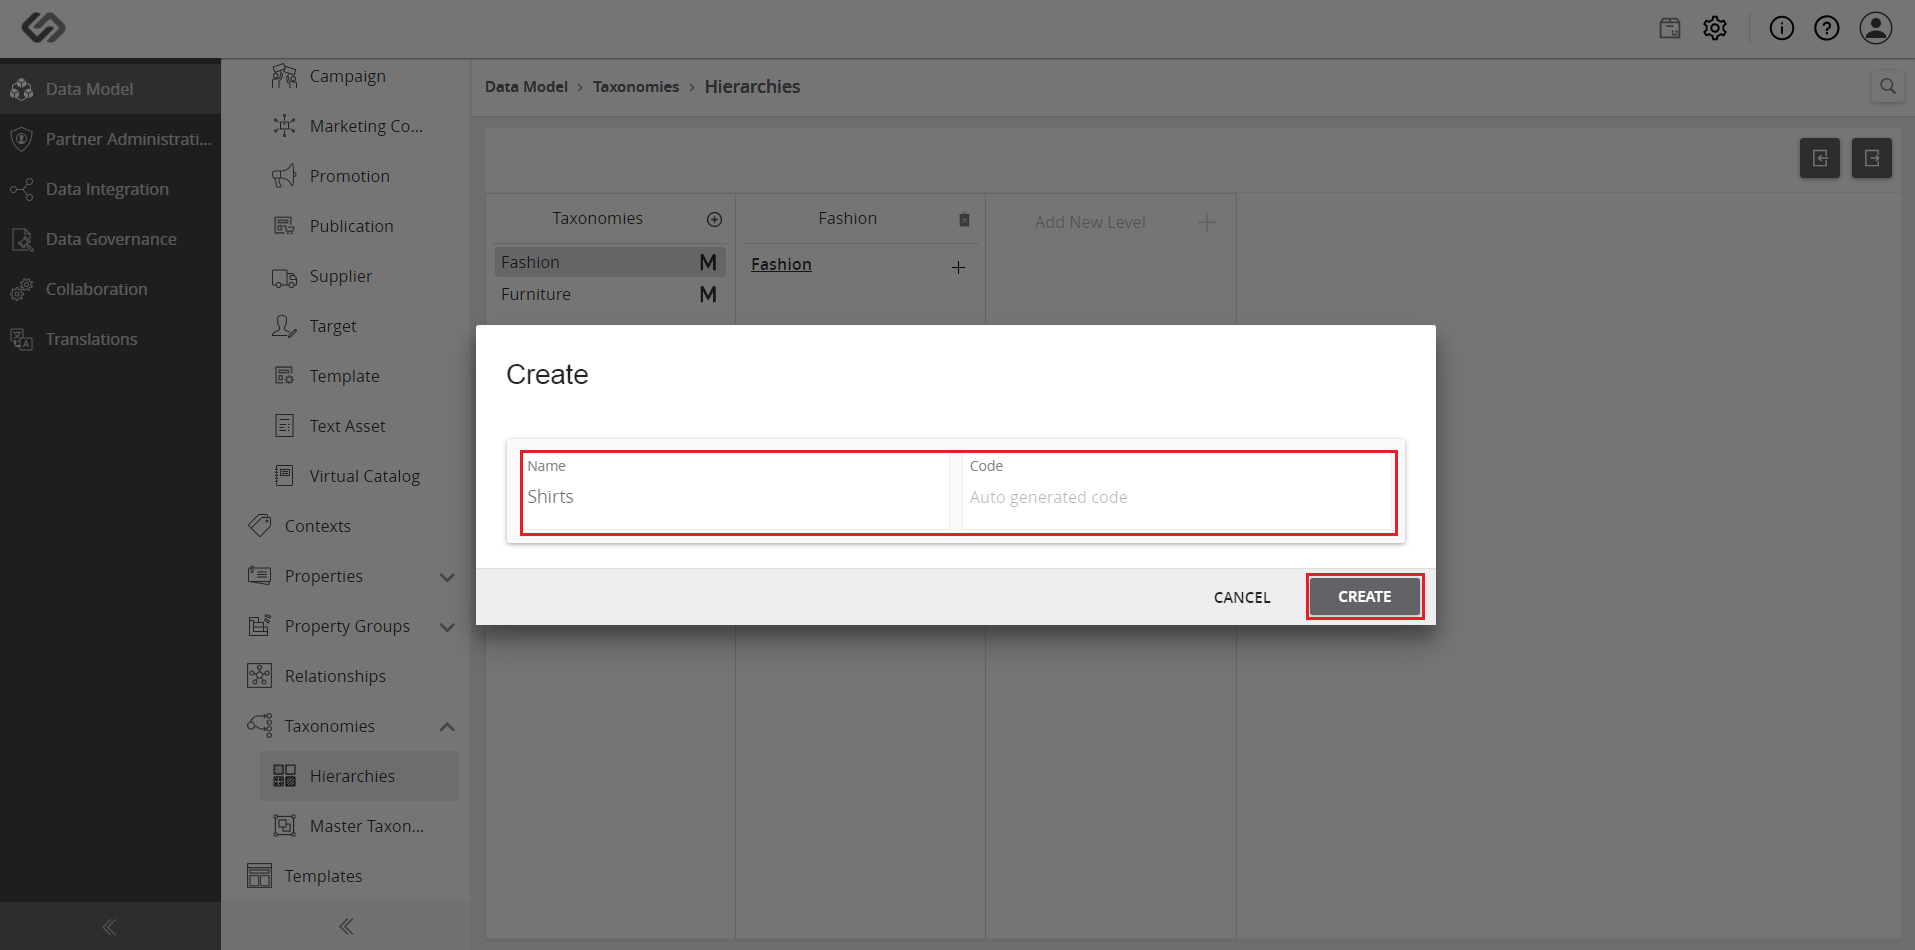 Data Model
Partner Administrati...
Data Integration
Data Governance
Collaboration
Translations
Campaign
Marketing Co...
Promotion
Publication
Supplier
Target
Template
Text Asset
Virtual Catalog
Contexts
Properties
Property Groups
Relationships
Taxonomies
Hierarchies
Master Taxon...
Templates
Data Model › Taxonomies › Hierarchies
Taxonomies
Fashion M
Furniture M
Fashion
Fashion
Add New Level
Create
Name
Shirts
Code
Auto generated code
CANCEL
CREATE